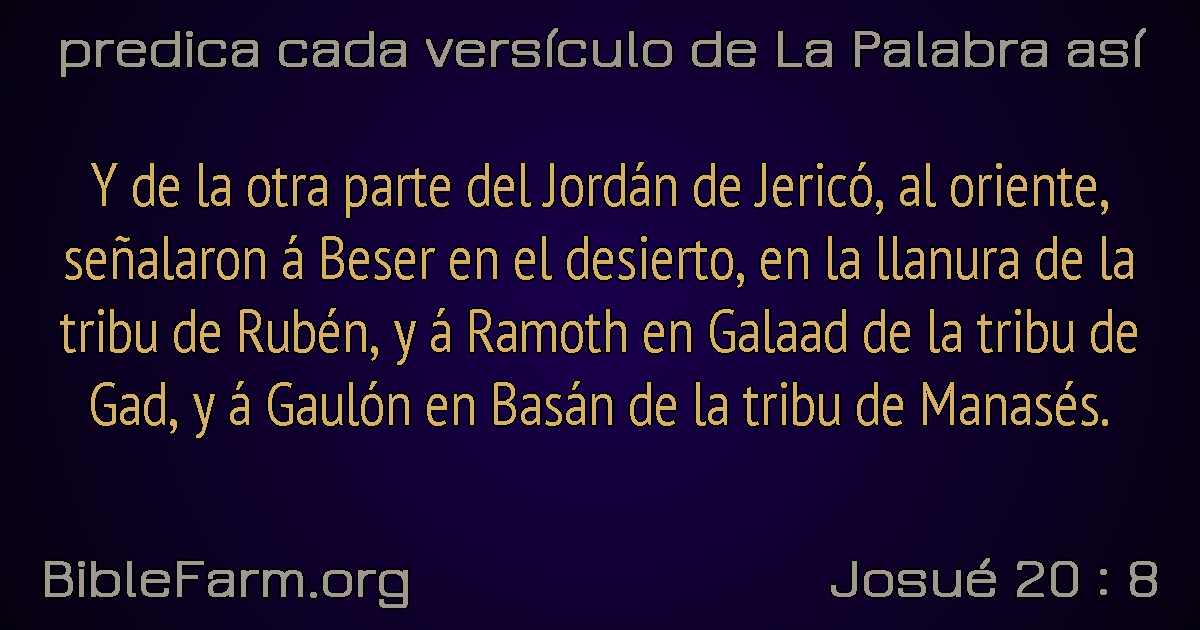 predica cada versículo de La Palabra así
Y de la otra parte del Jordán de Jericó, al oriente,
señalaron á Beser en el desierto, en la llanura de la
tribu de Rubén, y á Ramoth en Galaad de la tribu de
Gad, y á Gaulón en Basán de la tribu de Manasés.
BibleFarm.org
Josué 20 : 8